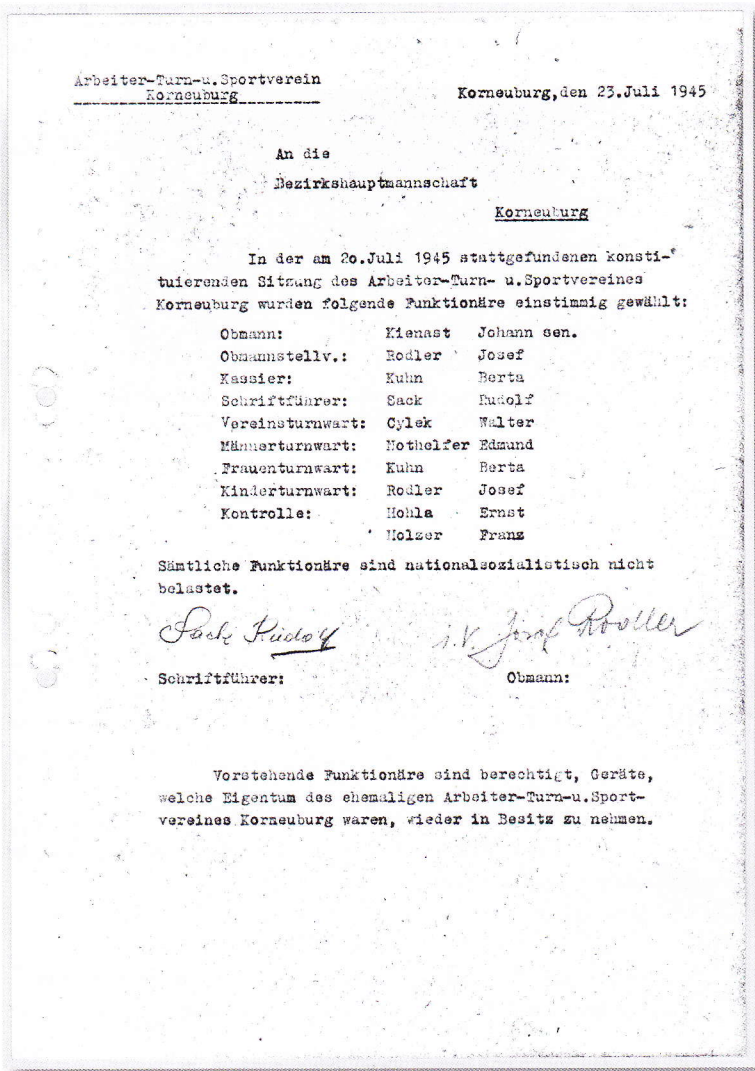 Arbeiter-Turn-u.Sportverein
Korneuburg
Korneuburg,den 23.Juli 1945
An die
Bezirkshauptmannschaft
Korneuburg
In der am 20.Juli 1945 stattgefundenen konsti-
tuierenden Sitzung des Arbeiter-Turn- u.Sportvereines
Korneuburg wurden folgende Funktionäre einstimmig gewählt:
Obmann: Kienast Johann sen.
Obmannstellv.: Rodler Josef
Kassier: Kuhn Berta
Schriftführer: Sack Rudolf
Vereinsturnwart: Cylek Walter
Männerturnwart: Nothelfer Edmund
Frauenturnwart: Kuhn Berta
Kinderturnwart: Rodler Josef
Kontrolle: Hohla Ernst
Holzer Franz
Sämtliche Funktionäre sind nationalsozialistisch nicht
belastet.
Sack Rudolf i.V. Josef Rodler
Schriftführer: Obmann:
Vorstehende Funktionäre sind berechtigt, Geräte,
welche Eigentum des ehemaligen Arbeiter-Turn-u.Sport-
vereines Korneuburg waren, wieder in Besitz zu nehmen.